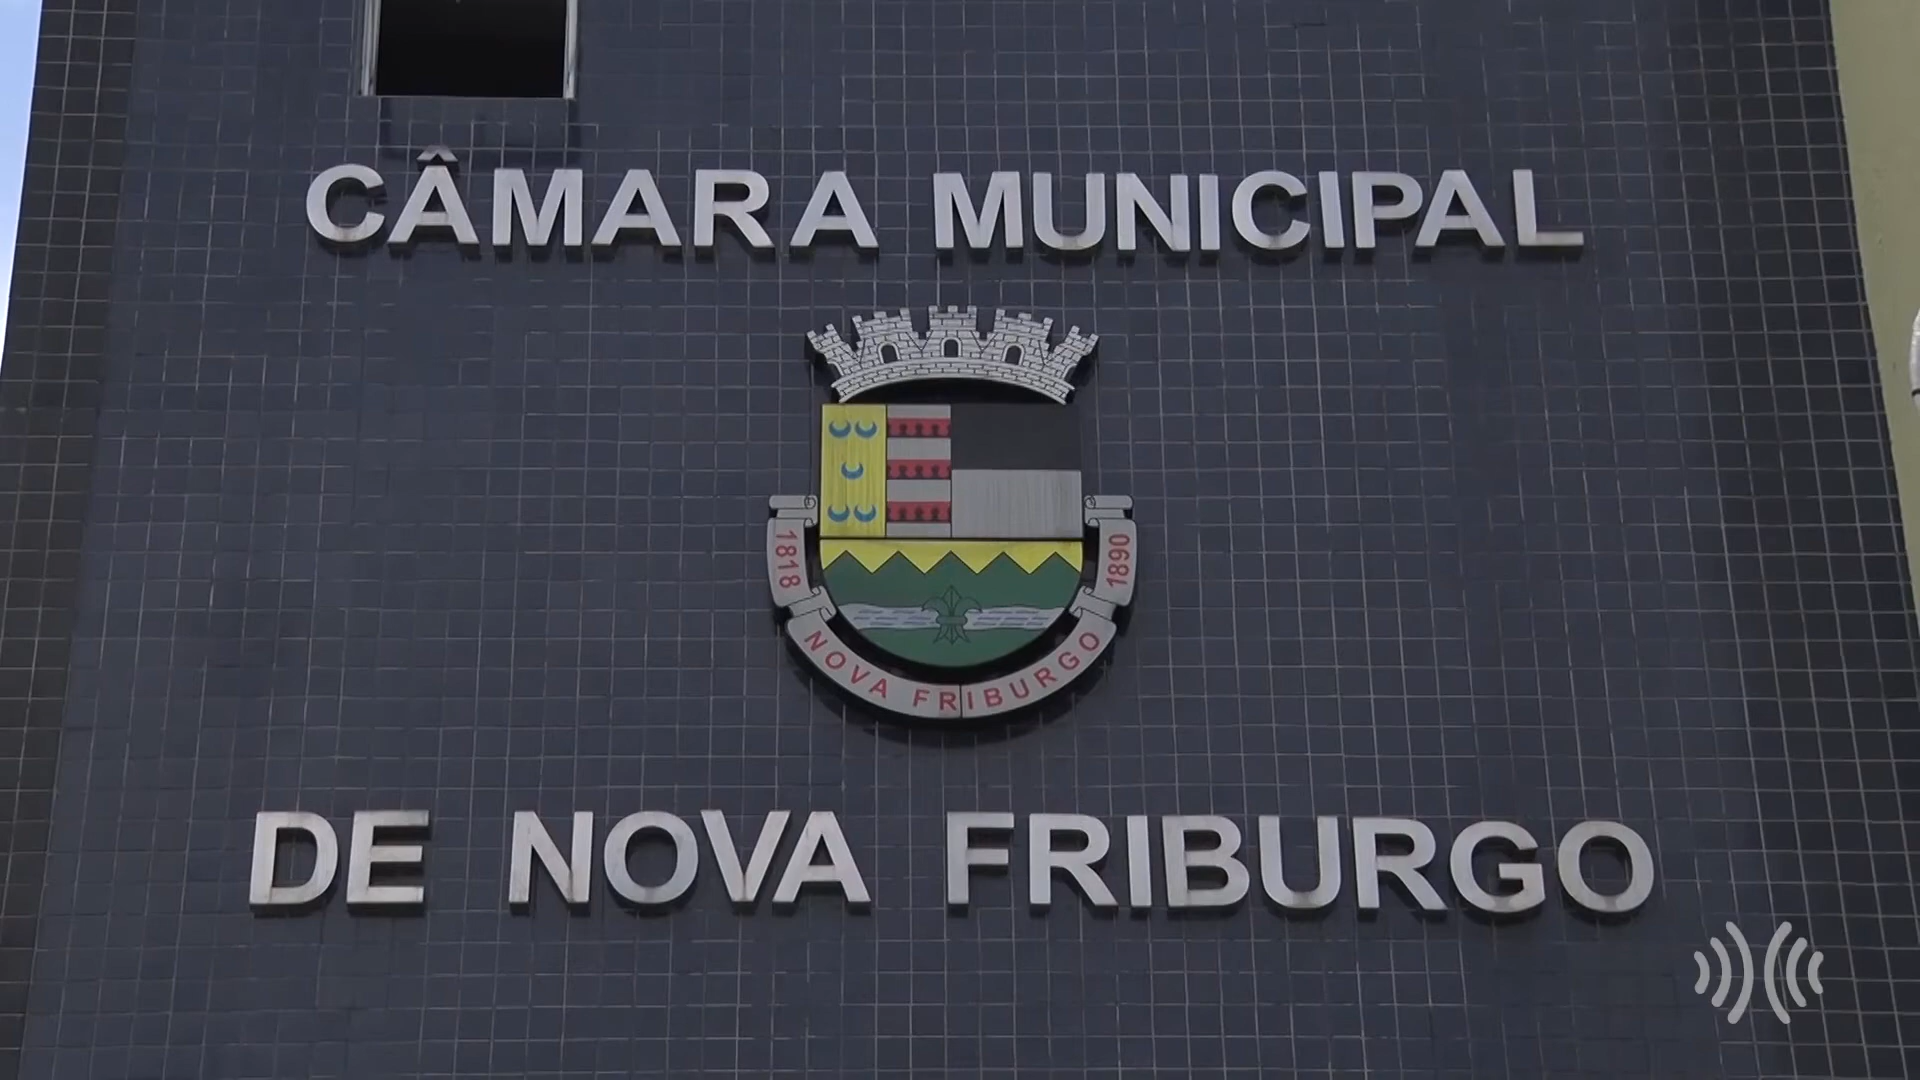 CÂMARA MUNICIPAL
1818
1890
NOVA FRIBURGO
DE NOVA FRIBURGO